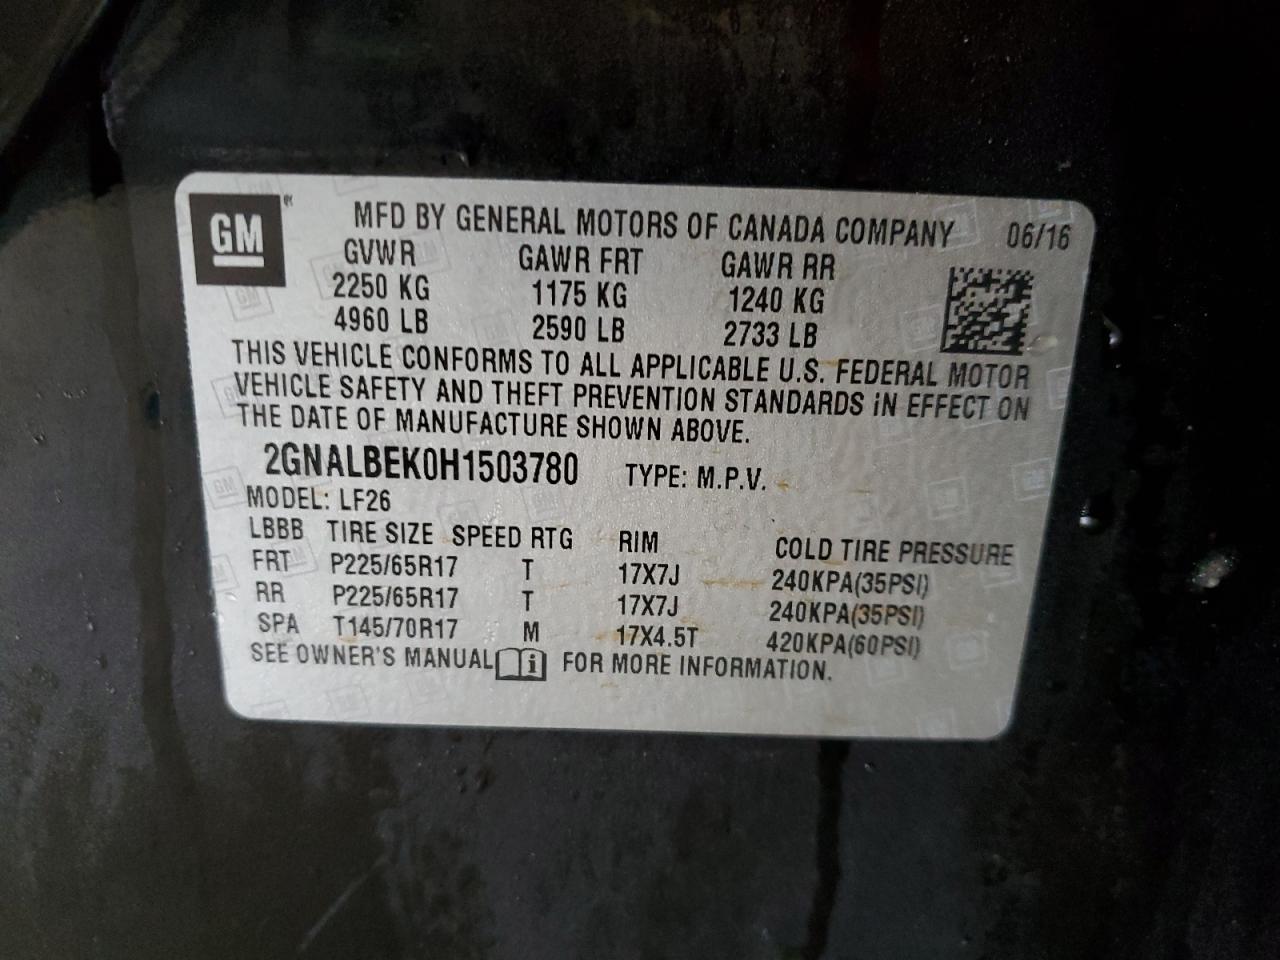 GM
MFD BY GENERAL MOTORS OF CANADA COMPANY 06/16
GVWR GAWR FRT GAWR RR
2250 KG 1175 KG 1240 KG
4960 LB 2590 LB 2733 LB
THIS VEHICLE CONFORMS TO ALL APPLICABLE U.S. FEDERAL MOTOR
VEHICLE SAFETY AND THEFT PREVENTION STANDARDS IN EFFECT ON
THE DATE OF MANUFACTURE SHOWN ABOVE.
2GNALBEK0H1503780 TYPE: M.P.V.
MODEL: LF26
LBBB TIRE SIZE SPEED RTG RIM COLD TIRE PRESSURE
FRT P225/65R17 T 17X7J 240KPA(35PSI)
RR P225/65R17 T 17X7J 240KPA(35PSI)
SPA T145/70R17 M 17X4.5T 420KPA(60PSI)
SEE OWNER'S MANUAL i FOR MORE INFORMATION.